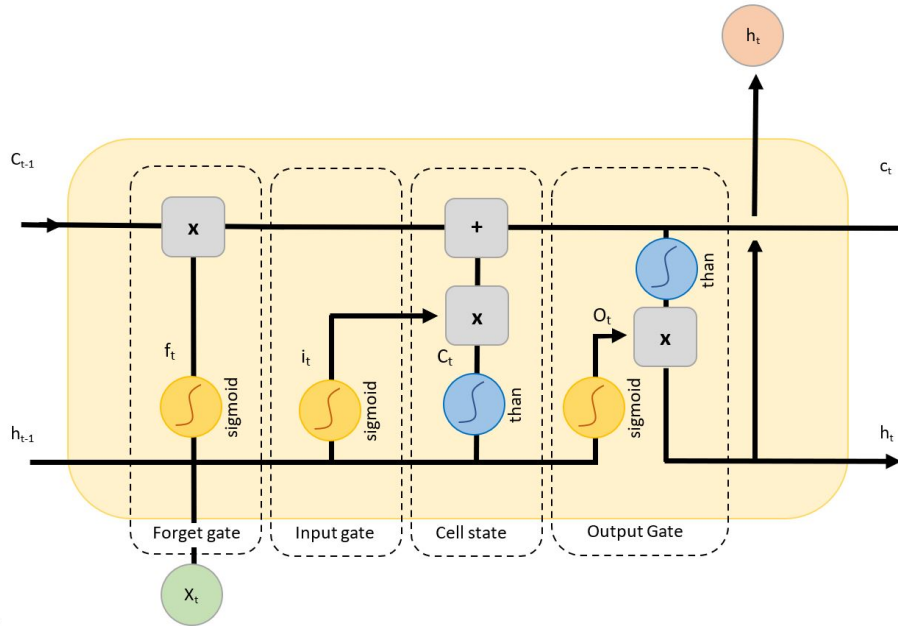 hₜ
Cₜ₋₁
cₜ
x
+
than
x
Oₜ
x
fₜ
iₜ
Cₜ
sigmoid
sigmoid
than
sigmoid
hₜ₋₁
hₜ
Forget gate
Input gate
Cell state
Output Gate
Xₜ